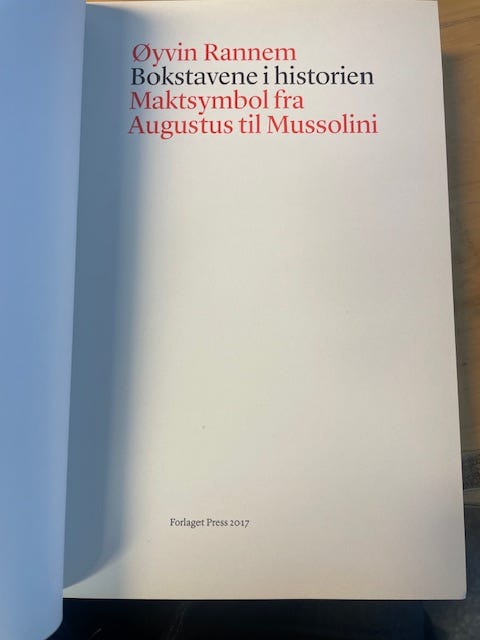 Øyvin Rannem
Bokstavene i historien
Maktsymbol fra
Augustus til Mussolini
Forlaget Press 2017